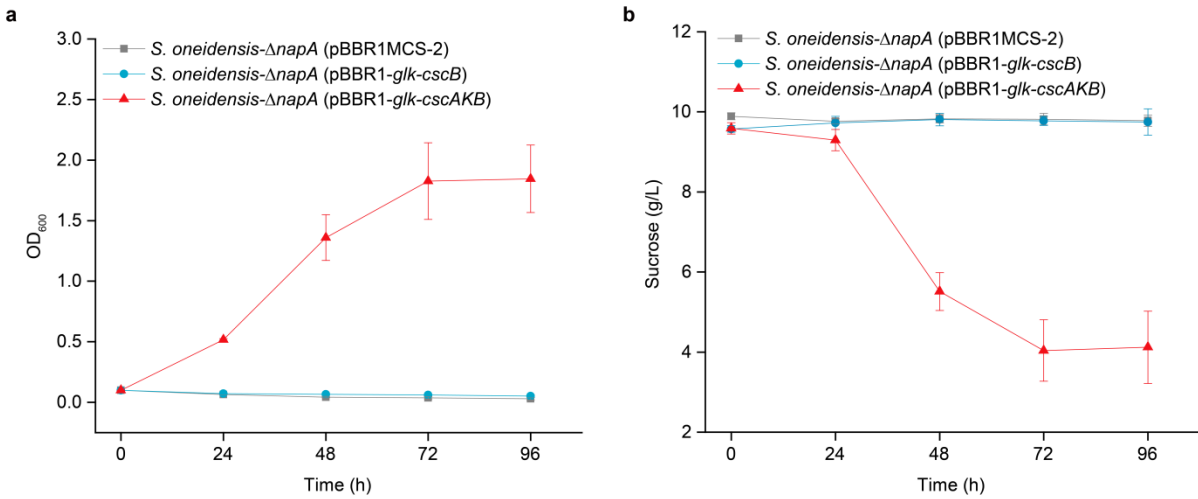 a
3.0
2.5
2.0
1.5
1.0
0.5
0.0
OD600
0
24
48
72
96
Time (h)
S. oneidensis-ΔnapA (pBBR1MCS-2)
S. oneidensis-ΔnapA (pBBR1-glk-cscB)
S. oneidensis-ΔnapA (pBBR1-glk-cscAKB)
b
12
10
8
6
4
2
Sucrose (g/L)
0
24
48
72
96
Time (h)
S. oneidensis-ΔnapA (pBBR1MCS-2)
S. oneidensis-ΔnapA (pBBR1-glk-cscB)
S. oneidensis-ΔnapA (pBBR1-glk-cscAKB)